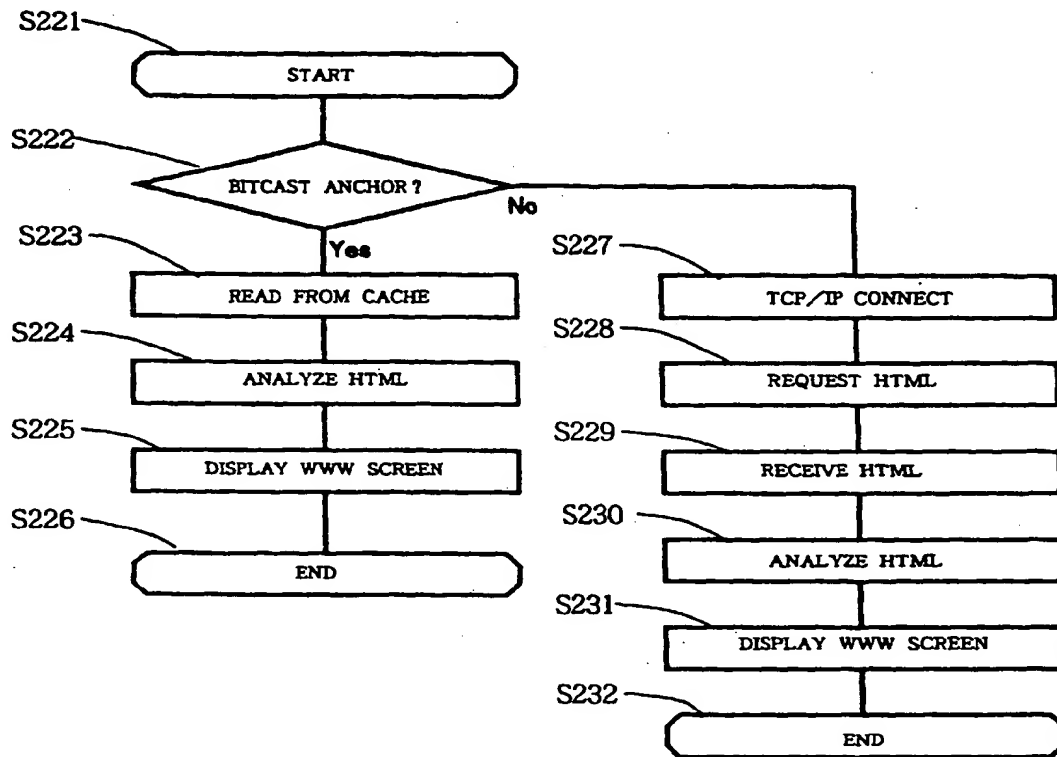 S221
START
S222
BITCAST ANCHOR?
No
Yes
S223
READ FROM CACHE
S224
ANALYZE HTML
S225
DISPLAY WWW SCREEN
S226
END
S227
TCP/IP CONNECT
S228
REQUEST HTML
S229
RECEIVE HTML
S230
ANALYZE HTML
S231
DISPLAY WWW SCREEN
S232
END